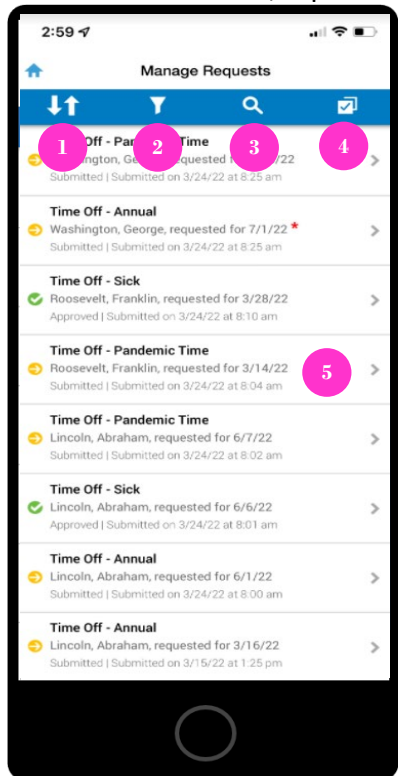 2:59
Manage Requests
1 2 3 4
Off - Pan Time
ngton, Ge requested /22
Submitted | Submitted on 3/24/22 at 8:25 am
Time Off - Annual
Washington, George, requested for 7/1/22 *
Submitted | Submitted on 3/24/22 at 8:25 am
Time Off - Sick
Roosevelt, Franklin, requested for 3/28/22
Approved | Submitted on 3/24/22 at 8:10 am
Time Off - Pandemic Time
Roosevelt, Franklin, requested for 3/14/22
5
Submitted | Submitted on 3/24/22 at 8:04 am
Time Off - Pandemic Time
Lincoln, Abraham, requested for 6/7/22
Submitted | Submitted on 3/24/22 at 8:02 am
Time Off - Sick
Lincoln, Abraham, requested for 6/6/22
Approved | Submitted on 3/24/22 at 8:01 am
Time Off - Annual
Lincoln, Abraham, requested for 6/1/22
Submitted | Submitted on 3/24/22 at 8:00 am
Time Off - Annual
Lincoln, Abraham, requested for 3/16/22
Submitted | Submitted on 3/15/22 at 1:25 pm